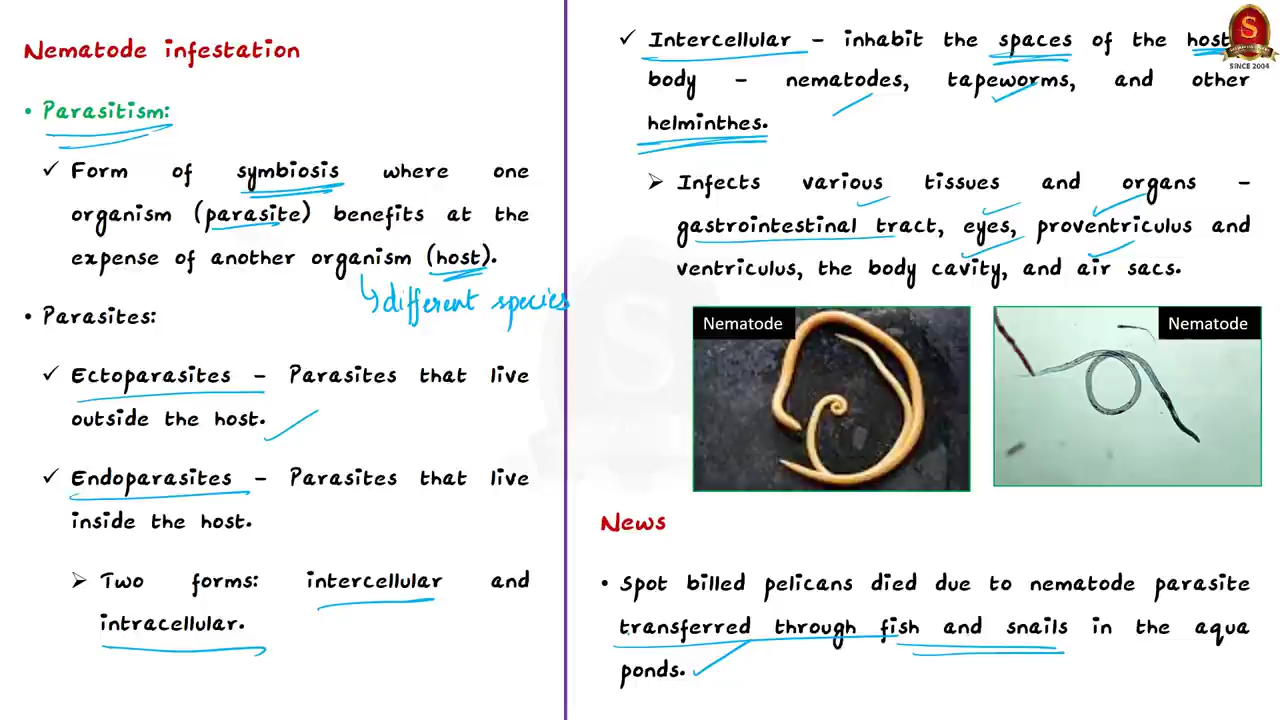 Nematode infestation
• Parasitism:
✓ Form of symbiosis where one
organism (parasite) benefits at the
expense of another organism (host).
different species
• Parasites:
✓ Ectoparasites – Parasites that live
outside the host.
✓ Endoparasites – Parasites that live
inside the host.
➤ Two forms: intercellular and
intracellular.
✓ Intercellular – inhabit the spaces of the host
body – nematodes, tapeworms, and other
helminthes.
➤ Infects various tissues and organs –
gastrointestinal tract, eyes, proventriculus and
ventriculus, the body cavity, and air sacs.
Nematode
Nematode
News
• Spot billed pelicans died due to nematode parasite
transferred through fish and snails in the aqua
ponds.
S
SINCE 2004